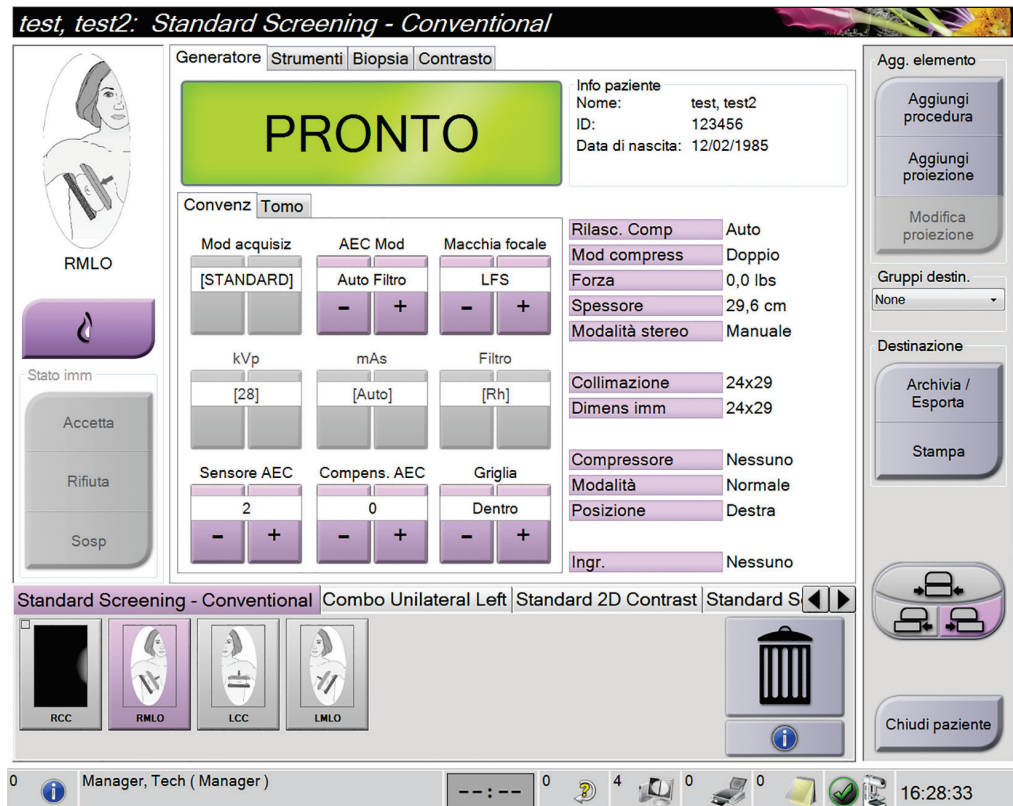 test, test2: Standard Screening - Conventional
RMLO
Stato imm
Accetta
Rifiuta
Sosp
Generatore Strumenti Biopsia Contrasto
PRONTO
Info paziente
Nome: test, test2
ID: 123456
Data di nascita: 12/02/1985
Convenz Tomo
Mod acquisiz AEC Mod Macchia focale
[STANDARD] Auto Filtro LFS
- + - +
kVp mAs Filtro
[28] [Auto] [Rh]
Sensore AEC Compens. AEC Griglia
2 0 Dentro
- + - + - +
Rilasc. Comp Auto
Mod compress Doppio
Forza 0,0 lbs
Spessore 29,6 cm
Modalità stereo Manuale
Collimazione 24x29
Dimens imm 24x29
Compressore Nessuno
Modalità Normale
Posizione Destra
Ingr. Nessuno
Agg. elemento
Aggiungi
procedura
Aggiungi
proiezione
Modifica
proiezione
Gruppi destin.
None
Destinazione
Archivia /
Esporta
Stampa
Chiudi paziente
Standard Screening - Conventional Combo Unilateral Left Standard 2D Contrast Standard S
RCC RMLO LCC LMLO
0 Manager, Tech ( Manager ) --:-- 0 4 0 0 16:28:33